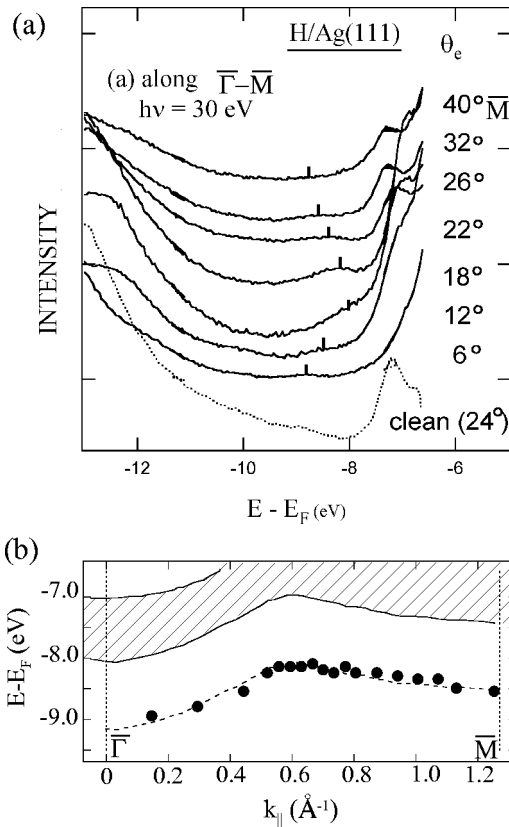 (a)
H/Ag(111)
θe
(a) along Γ̅–M̅
hν = 30 eV
40° M̅
32°
26°
22°
18°
12°
6°
clean (24°)
INTENSITY
-12 -10 -8 -6
E - EF (eV)
(b)
-7.0
-8.0
-9.0
E-EF (eV)
Γ̅ M̅
0 0.2 0.4 0.6 0.8 1.0 1.2
k∥ (Å⁻¹)